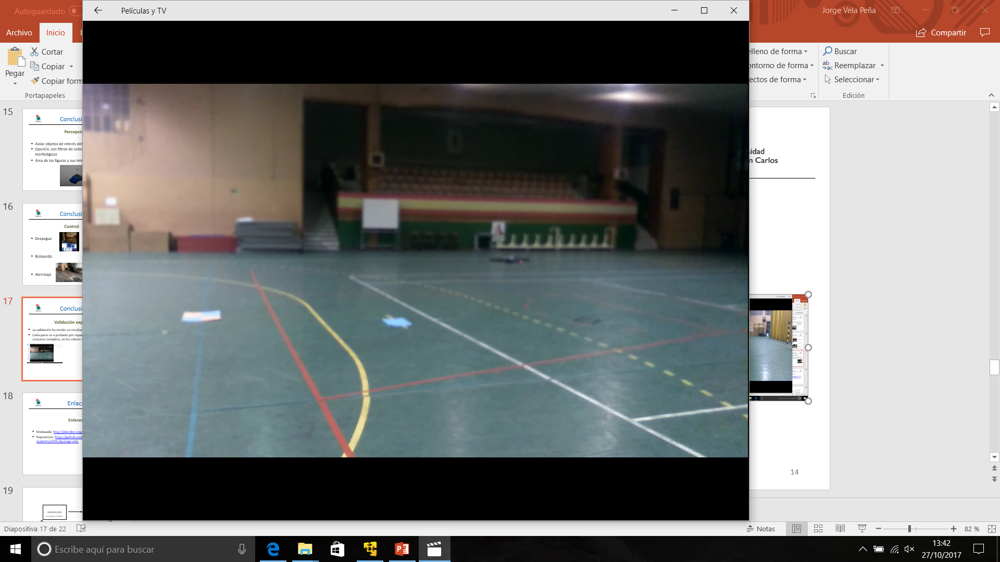 Autoguardado
Películas y TV
Jorge Vela Peña
Archivo
Inicio
Compartir
Pegar
Cortar
Copiar
Copiar form
Portapapeles
elleno de forma
ontorno de forma
ectos de forma
Buscar
Reemplazar
Seleccionar
Edición
15
Conclusi
Percepció
• Aislar objetos de interés del
• OpenCV, con filtros de color
morfológicos
• Área de las figuras y sus inte
16
Conclusi
Control
• Despegue
• Búsqueda
• Aterrizaje
17
Conclusi
Validación exp
• La validación ha tenido un resultad
• Cada parte se a probado por separ
conjunto completo, en los robots s
18
Enlace
Enlaces
• Mediawiki: http://jderobot.org
• Repositorio: https://github.com
students/2016-tfg-jorge-vela
19
PERCEPCIÓN
sidad
n Carlos
14
Diapositiva 17 de 22
Notas
82 %
Escribe aquí para buscar
13:42
27/10/2017